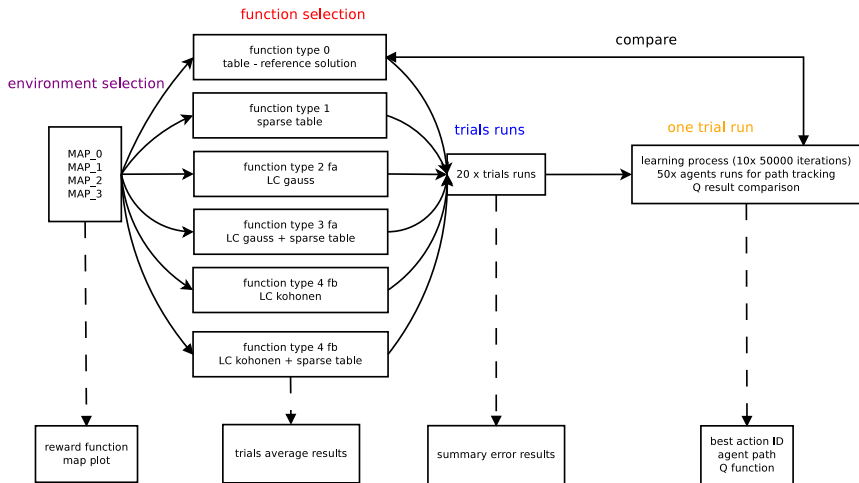 function selection
function type 0
table - reference solution
compare
environment selection
function type 1
sparse table
trials runs
one trial run
MAP_0
MAP_1
MAP_2
MAP_3
function type 2 fa
LC gauss
20 x trials runs
learning process (10x 50000 iterations)
50x agents runs for path tracking
Q result comparison
function type 3 fa
LC gauss + sparse table
function type 4 fb
LC kohonen
function type 4 fb
LC kohonen + sparse table
reward function
map plot
trials average results
summary error results
best action ID
agent path
Q function